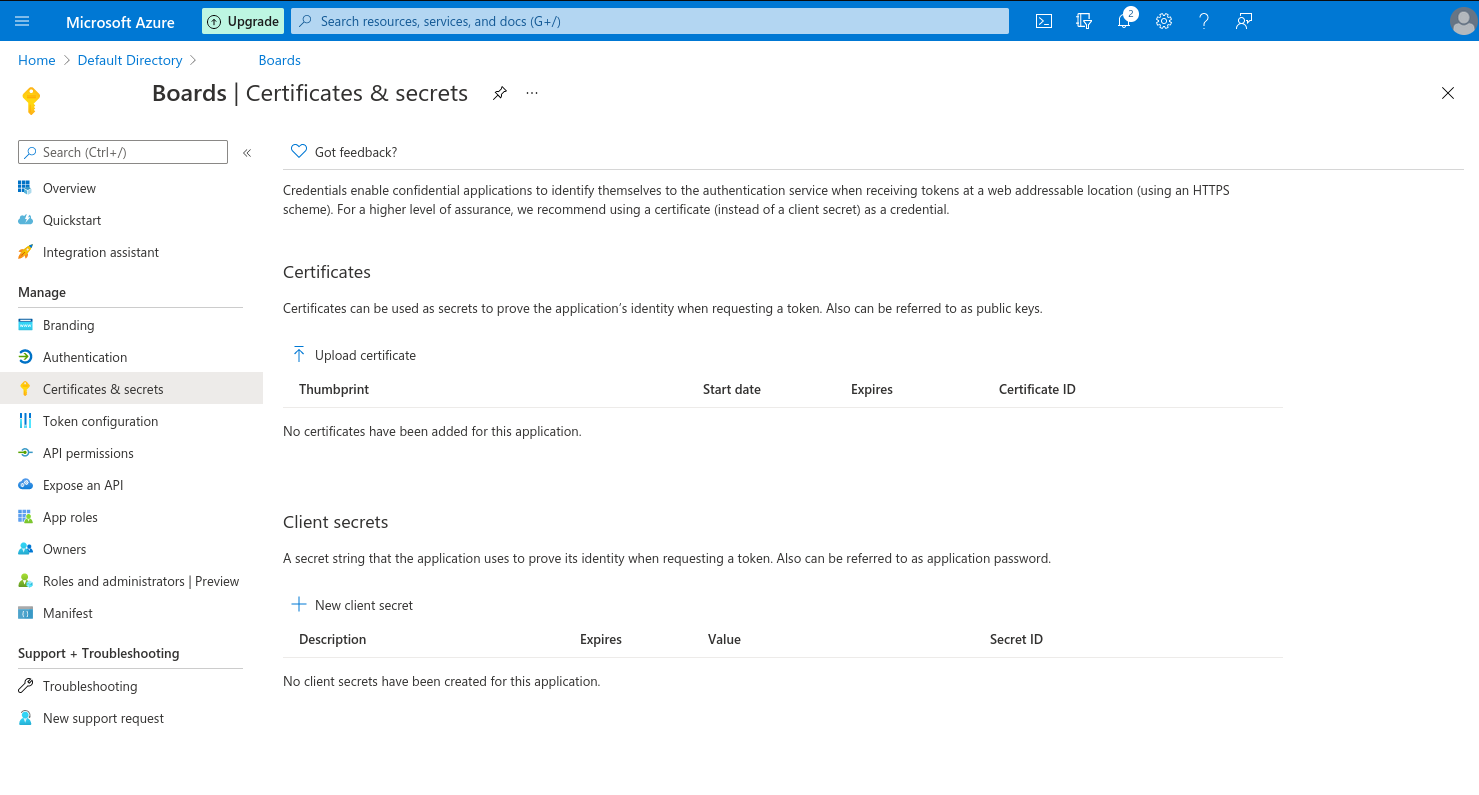 Microsoft Azure
Upgrade
Search resources, services, and docs (G+/)
2
Home > Default Directory > Boards
Boards | Certificates & secrets
Search (Ctrl+/)
Overview
Quickstart
Integration assistant
Manage
Branding
Authentication
Certificates & secrets
Token configuration
API permissions
Expose an API
App roles
Owners
Roles and administrators | Preview
Manifest
Support + Troubleshooting
Troubleshooting
New support request
Got feedback?
Credentials enable confidential applications to identify themselves to the authentication service when receiving tokens at a web addressable location (using an HTTPS
scheme). For a higher level of assurance, we recommend using a certificate (instead of a client secret) as a credential.
Certificates
Certificates can be used as secrets to prove the application's identity when requesting a token. Also can be referred to as public keys.
Upload certificate
Thumbprint Start date Expires Certificate ID
No certificates have been added for this application.
Client secrets
A secret string that the application uses to prove its identity when requesting a token. Also can be referred to as application password.
New client secret
Description Expires Value Secret ID
No client secrets have been created for this application.